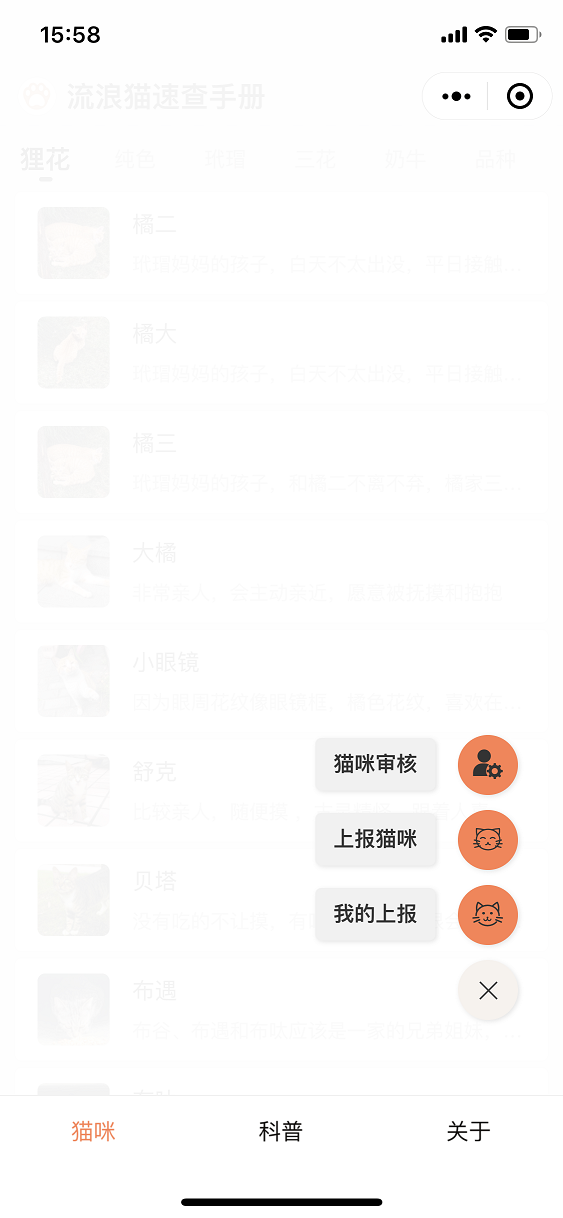 15:58
流浪猫速查手册
狸花 纯色 玳瑁 三花 奶牛 品种
橘二
玳瑁妈妈的孩子，白天不太出没，平日接触...
橘大
玳瑁妈妈的孩子，白天不太出没，平日接触...
橘三
玳瑁妈妈的孩子，和橘二不离不弃，橘家三...
大橘
非常亲人，会主动亲近，愿意被抚摸和抱抱
小眼镜
因为眼周花纹像眼镜框，橘色花纹，喜欢在...
猫咪审核
舒克
比较亲人，随便摸，
上报猫咪
贝塔
没有吃的不让摸，有
我的上报
布遇
布谷、布遇和布昧应该是一家的兄弟姐妹，...
猫咪 科普 关于